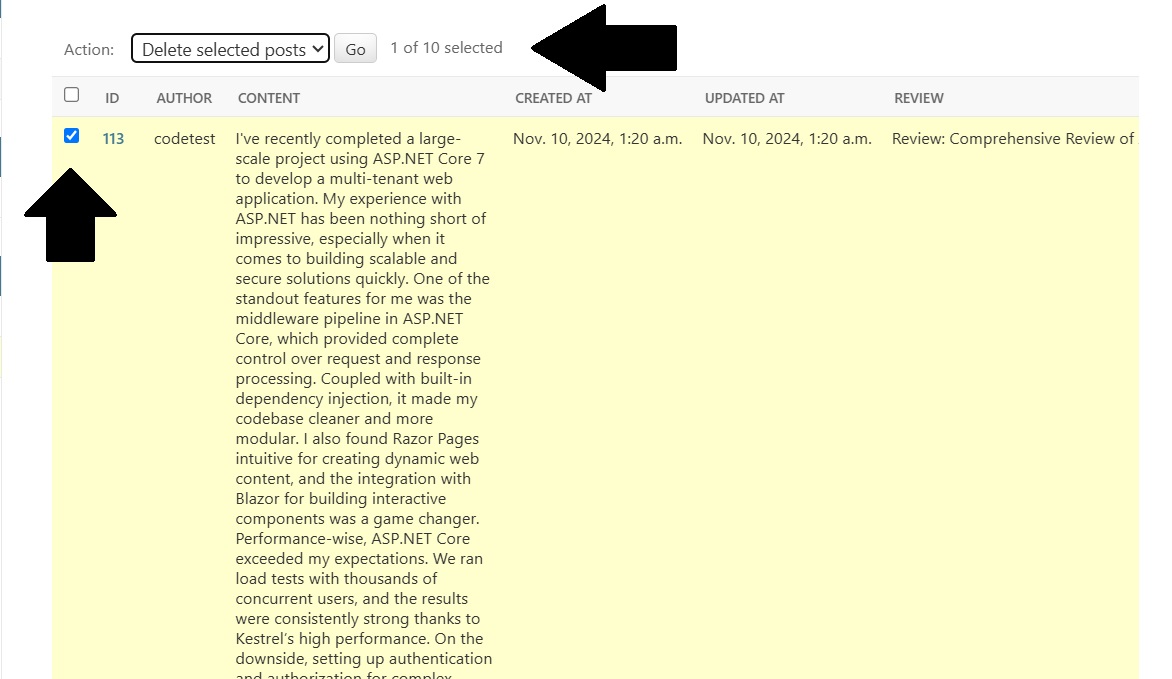 Action: Delete selected posts Go 1 of 10 selected
ID AUTHOR CONTENT CREATED AT UPDATED AT REVIEW
113 codetest I've recently completed a large- Nov. 10, 2024, 1:20 a.m. Nov. 10, 2024, 1:20 a.m. Review: Comprehensive Review of
scale project using ASP.NET Core 7
to develop a multi-tenant web
application. My experience with
ASP.NET has been nothing short of
impressive, especially when it
comes to building scalable and
secure solutions quickly. One of the
standout features for me was the
middleware pipeline in ASP.NET
Core, which provided complete
control over request and response
processing. Coupled with built-in
dependency injection, it made my
codebase cleaner and more
modular. I also found Razor Pages
intuitive for creating dynamic web
content, and the integration with
Blazor for building interactive
components was a game changer.
Performance-wise, ASP.NET Core
exceeded my expectations. We ran
load tests with thousands of
concurrent users, and the results
were consistently strong thanks to
Kestrel’s high performance. On the
downside, setting up authentication
and authorization for complex